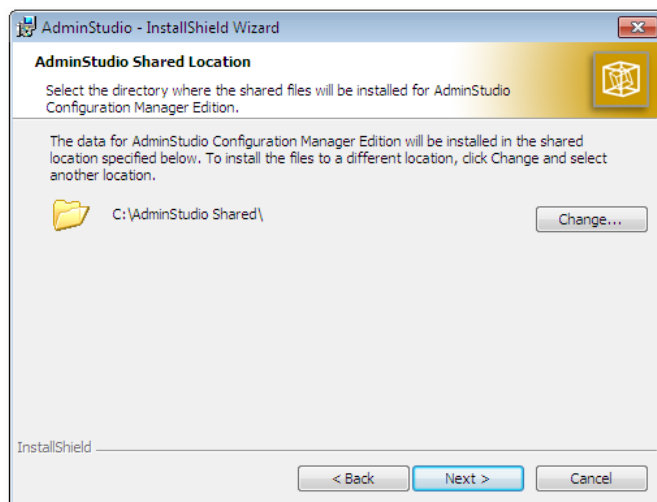 AdminStudio - InstallShield Wizard
AdminStudio Shared Location
Select the directory where the shared files will be installed for AdminStudio
Configuration Manager Edition.
The data for AdminStudio Configuration Manager Edition will be installed in the shared
location specified below. To install the files to a different location, click Change and select
another location.
C:\AdminStudio Shared\
Change...
InstallShield
< Back
Next >
Cancel